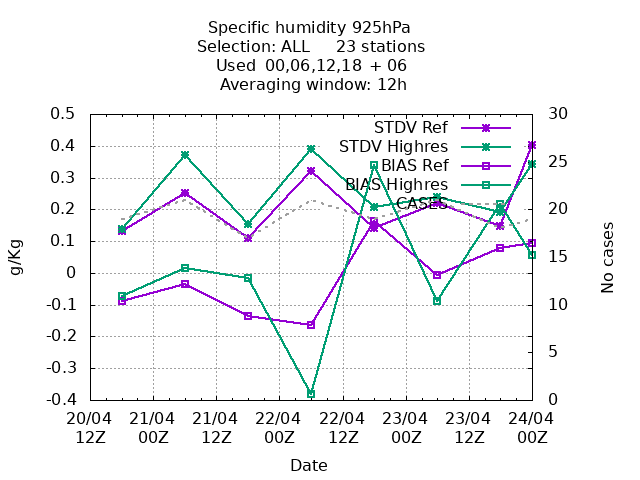 Specific humidity 925hPa
Selection: ALL 23 stations
Used 00,06,12,18 + 06
Averaging window: 12h
0.5
0.4
0.3
0.2
0.1
0
-0.1
-0.2
-0.3
-0.4
g/Kg
30
25
20
15
10
5
0
No cases
STDV Ref
STDV Highres
BIAS Ref
BIAS Highres
CASES
20/04 21/04 21/04 22/04 22/04 23/04 23/04 24/04
12Z 00Z 12Z 00Z 12Z 00Z 12Z 00Z
Date